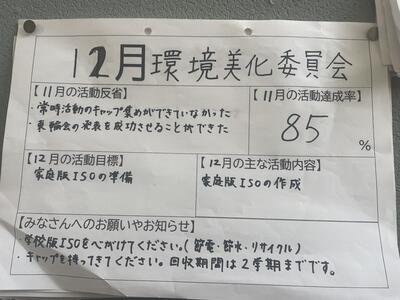 12月環境美化委員会
【11月の活動反省】
・常時活動のキャップ集めができていなかった
・東輪会の発表を成功させることができた
【11月の活動達成率】
85%
【12月の活動目標】
家庭版ISOの準備
【12月の主な活動内容】
家庭版ISOの作成
【みなさんへのお願いやお知らせ】
・学校版ISOを心がけてください。(節電・節水・リサイクル)
・キャップを持ってきてください。回収期間は2学期までです。